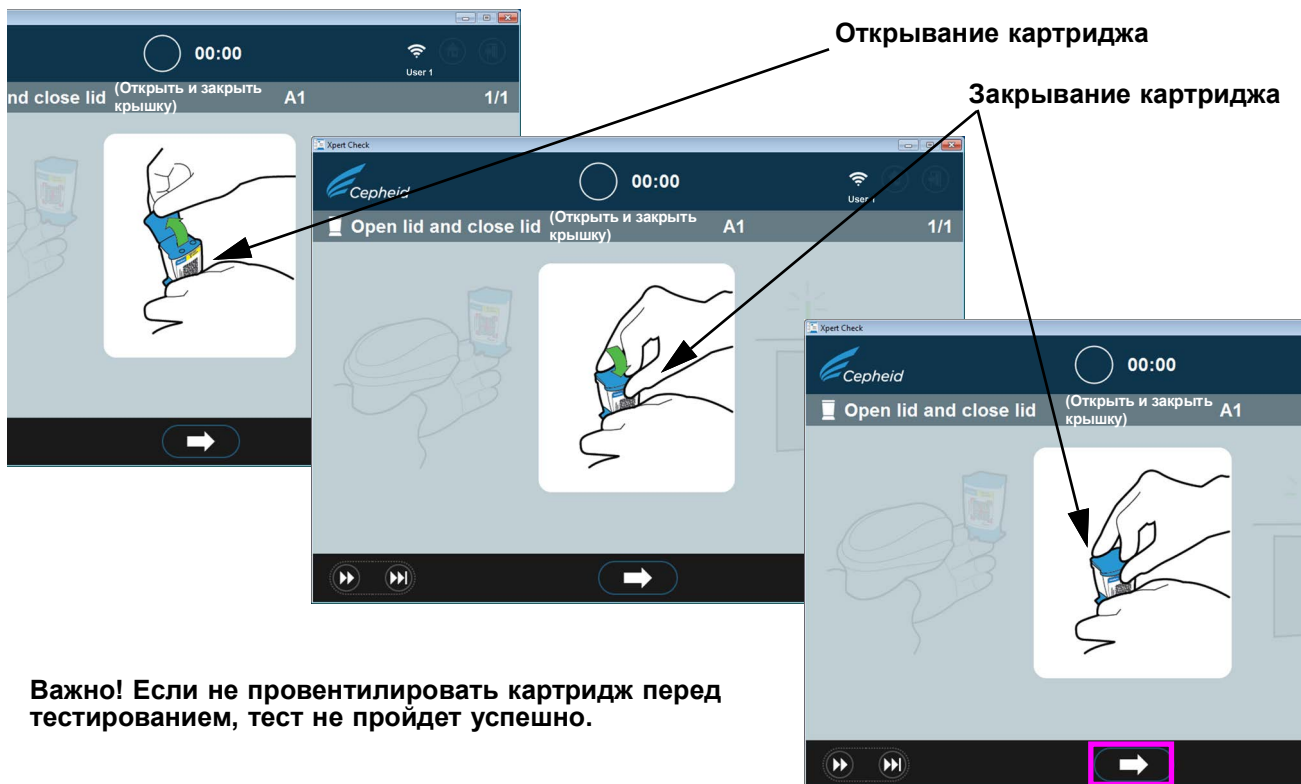 Открывание картриджа
Закрывание картриджа
00:00
User 1
nd close lid (Открыть и закрыть крышку) A1 1/1
Xpert Check
Cepheid
00:00
User 1
Open lid and close lid (Открыть и закрыть крышку) A1 1/1
Xpert Check
Cepheid
00:00
Open lid and close lid (Открыть и закрыть крышку) A1
Важно! Если не провентилировать картридж перед
тестированием, тест не пройдет успешно.